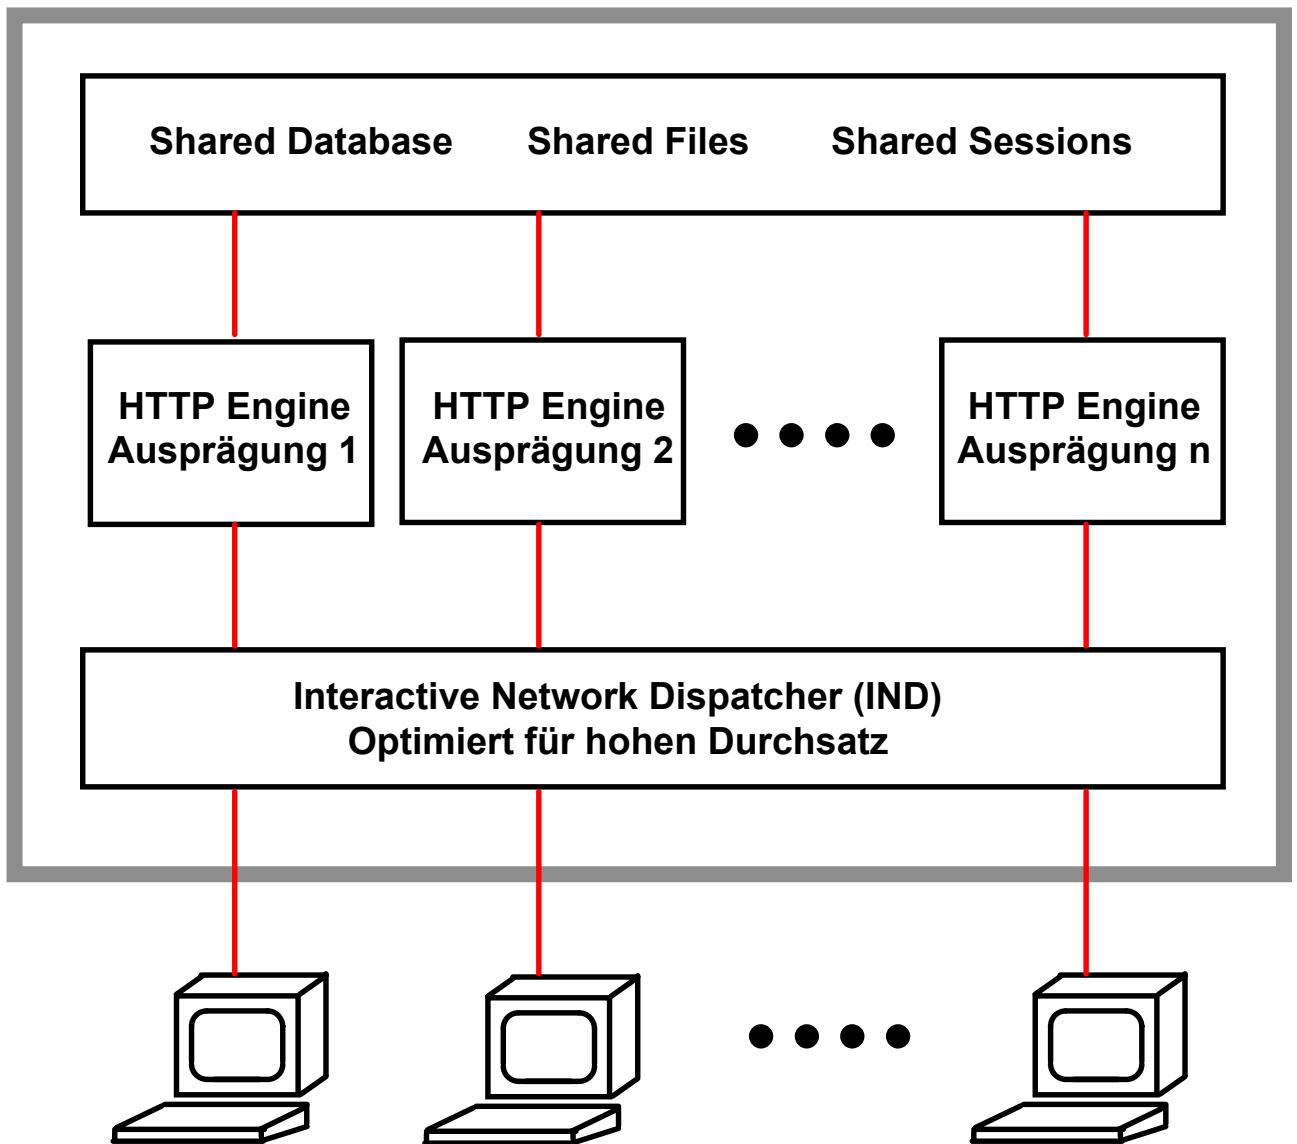 Shared Database Shared Files Shared Sessions
HTTP Engine
Ausprägung 1
HTTP Engine
Ausprägung 2
HTTP Engine
Ausprägung n
Interactive Network Dispatcher (IND)
Optimiert für hohen Durchsatz